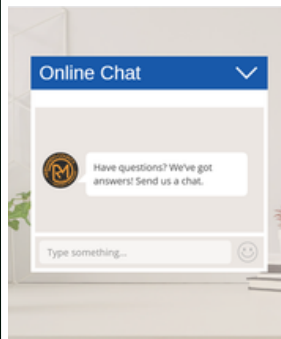 Online Chat
Have questions? We've got
answers! Send us a chat.
Type something...